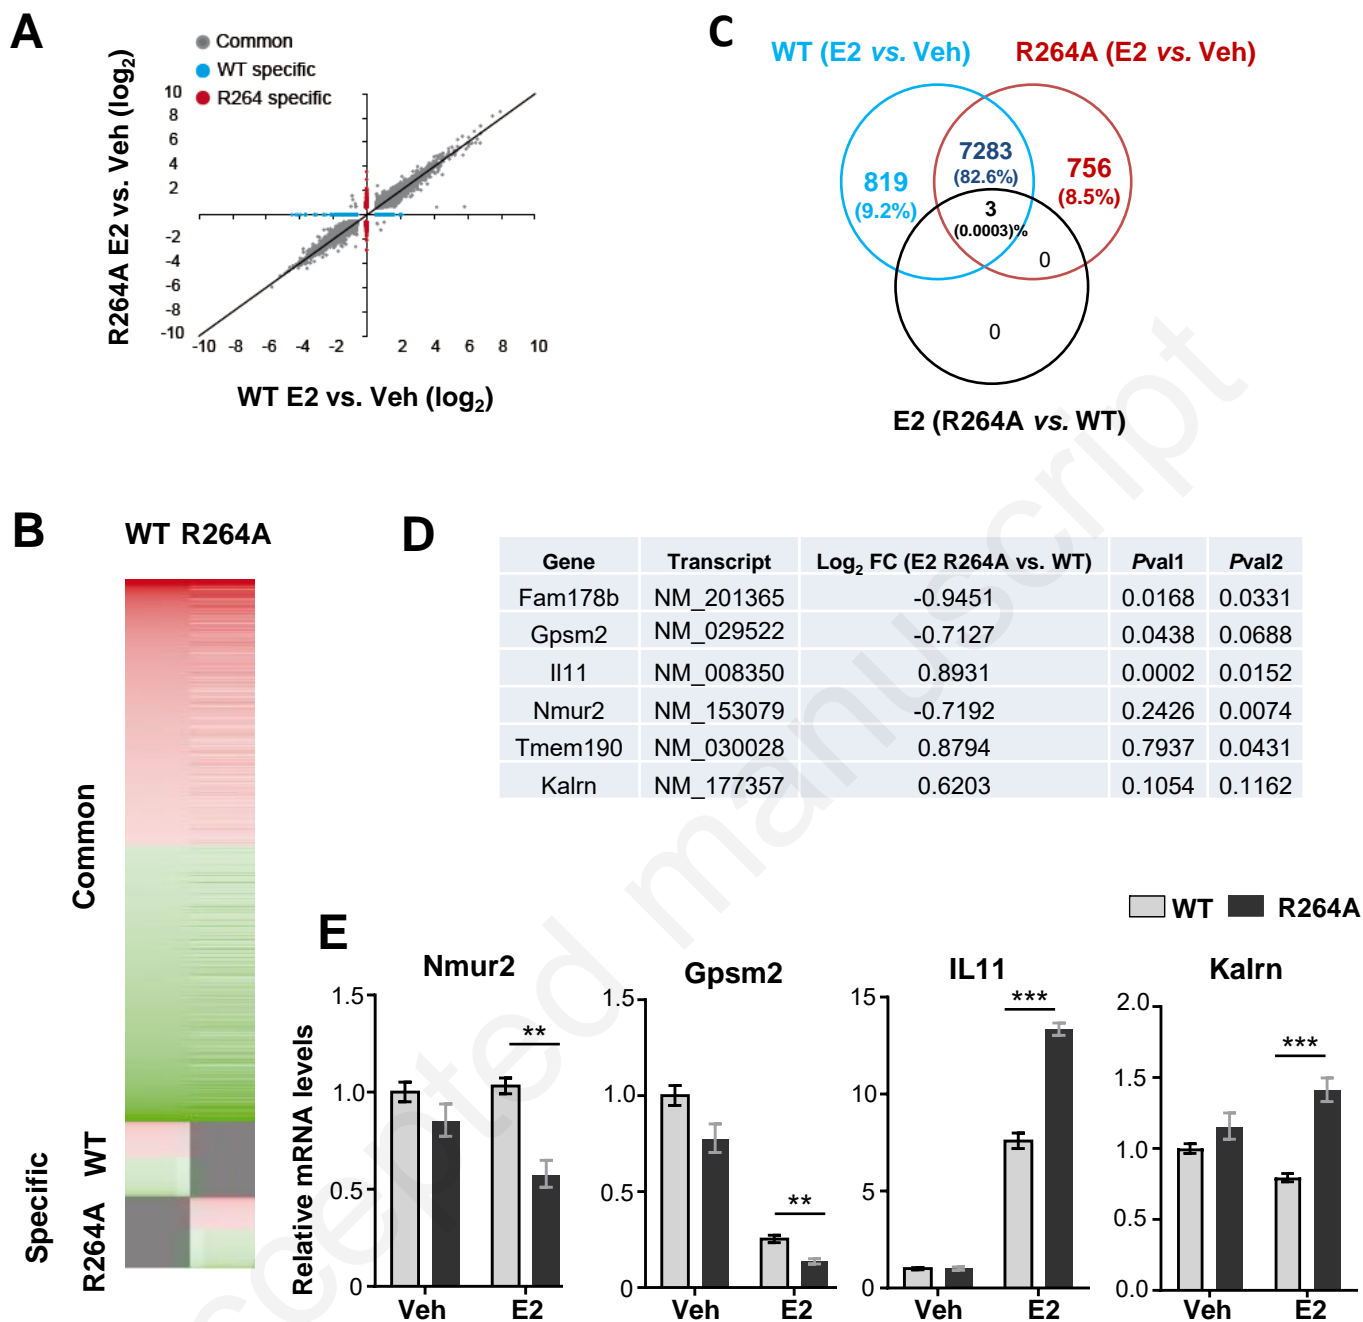 A
Common
WT specific
R264 specific
R264A E2 vs. Veh (log2)
10
8
6
4
2
-2
-4
-6
-8
-10
-10 -8 -6 -4 -2 2 4 6 8 10
WT E2 vs. Veh (log2)
C
WT (E2 vs. Veh) R264A (E2 vs. Veh)
7283
(82.6%)
819
(9.2%)
756
(8.5%)
3
(0.0003)%
0
0
E2 (R264A vs. WT)
B
WT R264A
Common
Specific
WT
R264A
D
Gene Transcript Log2 FC (E2 R264A vs. WT) Pval1 Pval2
Fam178b NM_201365 -0.9451 0.0168 0.0331
Gpsm2 NM_029522 -0.7127 0.0438 0.0688
Il11 NM_008350 0.8931 0.0002 0.0152
Nmur2 NM_153079 -0.7192 0.2426 0.0074
Tmem190 NM_030028 0.8794 0.7937 0.0431
Kalrn NM_177357 0.6203 0.1054 0.1162
E
WT R264A
Relative mRNA levels
Nmur2
1.5
1.0
0.5
0
**
Veh E2
Gpsm2
1.5
1.0
0.5
0
**
Veh E2
IL11
15
10
5
0
***
Veh E2
Kalrn
2.0
1.5
1.0
0.5
0.0
***
Veh E2
cepted manuscript